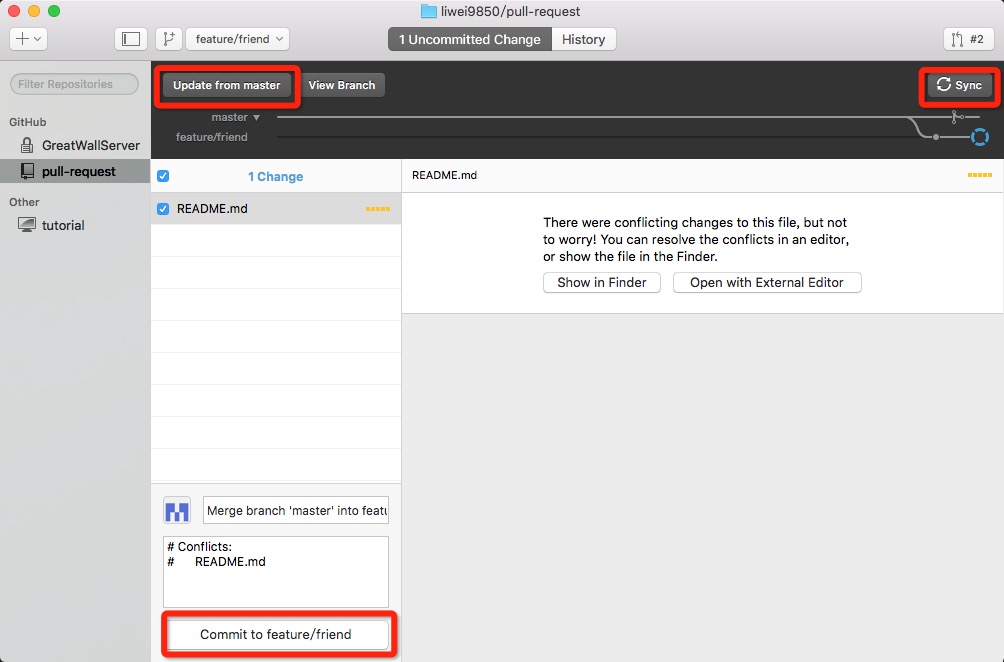 liwei9850/pull-request
feature/friend
1 Uncommitted Change
History
#2
Filter Repositories
GitHub
GreatWallServer
pull-request
Other
tutorial
Update from master
View Branch
Sync
master
feature/friend
1 Change
README.md
README.md
There were conflicting changes to this file, but not
to worry! You can resolve the conflicts in an editor,
or show the file in the Finder.
Show in Finder
Open with External Editor
Merge branch 'master' into featu
# Conflicts:
# README.md
Commit to feature/friend